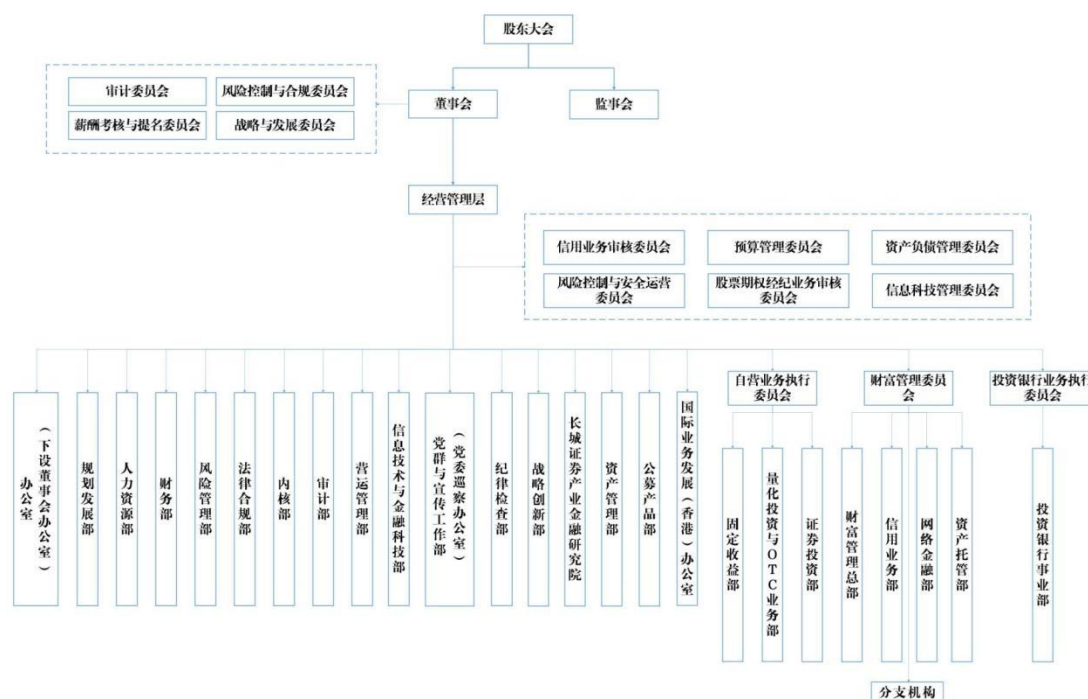 股东大会
审计委员会
风险控制与合规委员会
董事会
监事会
薪酬考核与提名委员会
战略与发展委员会
经营管理层
信用业务审核委员会
预算管理委员会
资产负债管理委员会
风险控制与安全运营
委员会
股票期权经纪业务审核
委员会
信息科技管理委员会
自营业务执行
委员会
财富管理委员
会
投资银行业务执行
委员会
办公室
（下设董事会办公室）
规划发展部
人力资源部
财务部
风险管理部
法律合规部
内核部
审计部
营运管理部
信息技术与金融科技部
党群与宣传工作部
（党委巡察办公室）
纪律检查部
战略创新部
长城证券产业金融研究院
资产管理部
公募产品部
国际业务发展（香港）办公室
固定收益部
量化投资与OTC业务部
证券投资部
财富管理总部
信用业务部
网络金融部
资产托管部
投资银行事业部
分支机构